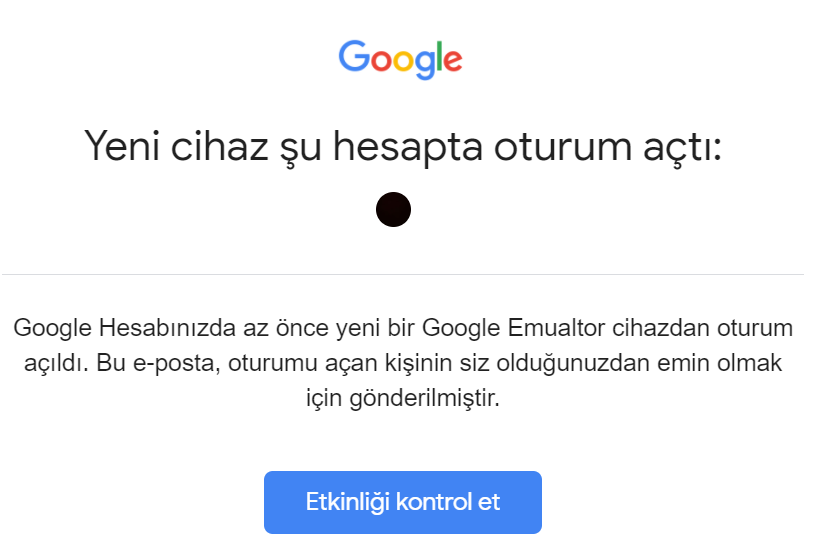 Google
Yeni cihaz şu hesapta oturum açtı:
Google Hesabınızda az önce yeni bir Google Emualtor cihazdan oturum
açıldı. Bu e-posta, oturumu açan kişinin siz olduğunuzdan emin olmak
için gönderilmiştir.
Etkinliği kontrol et